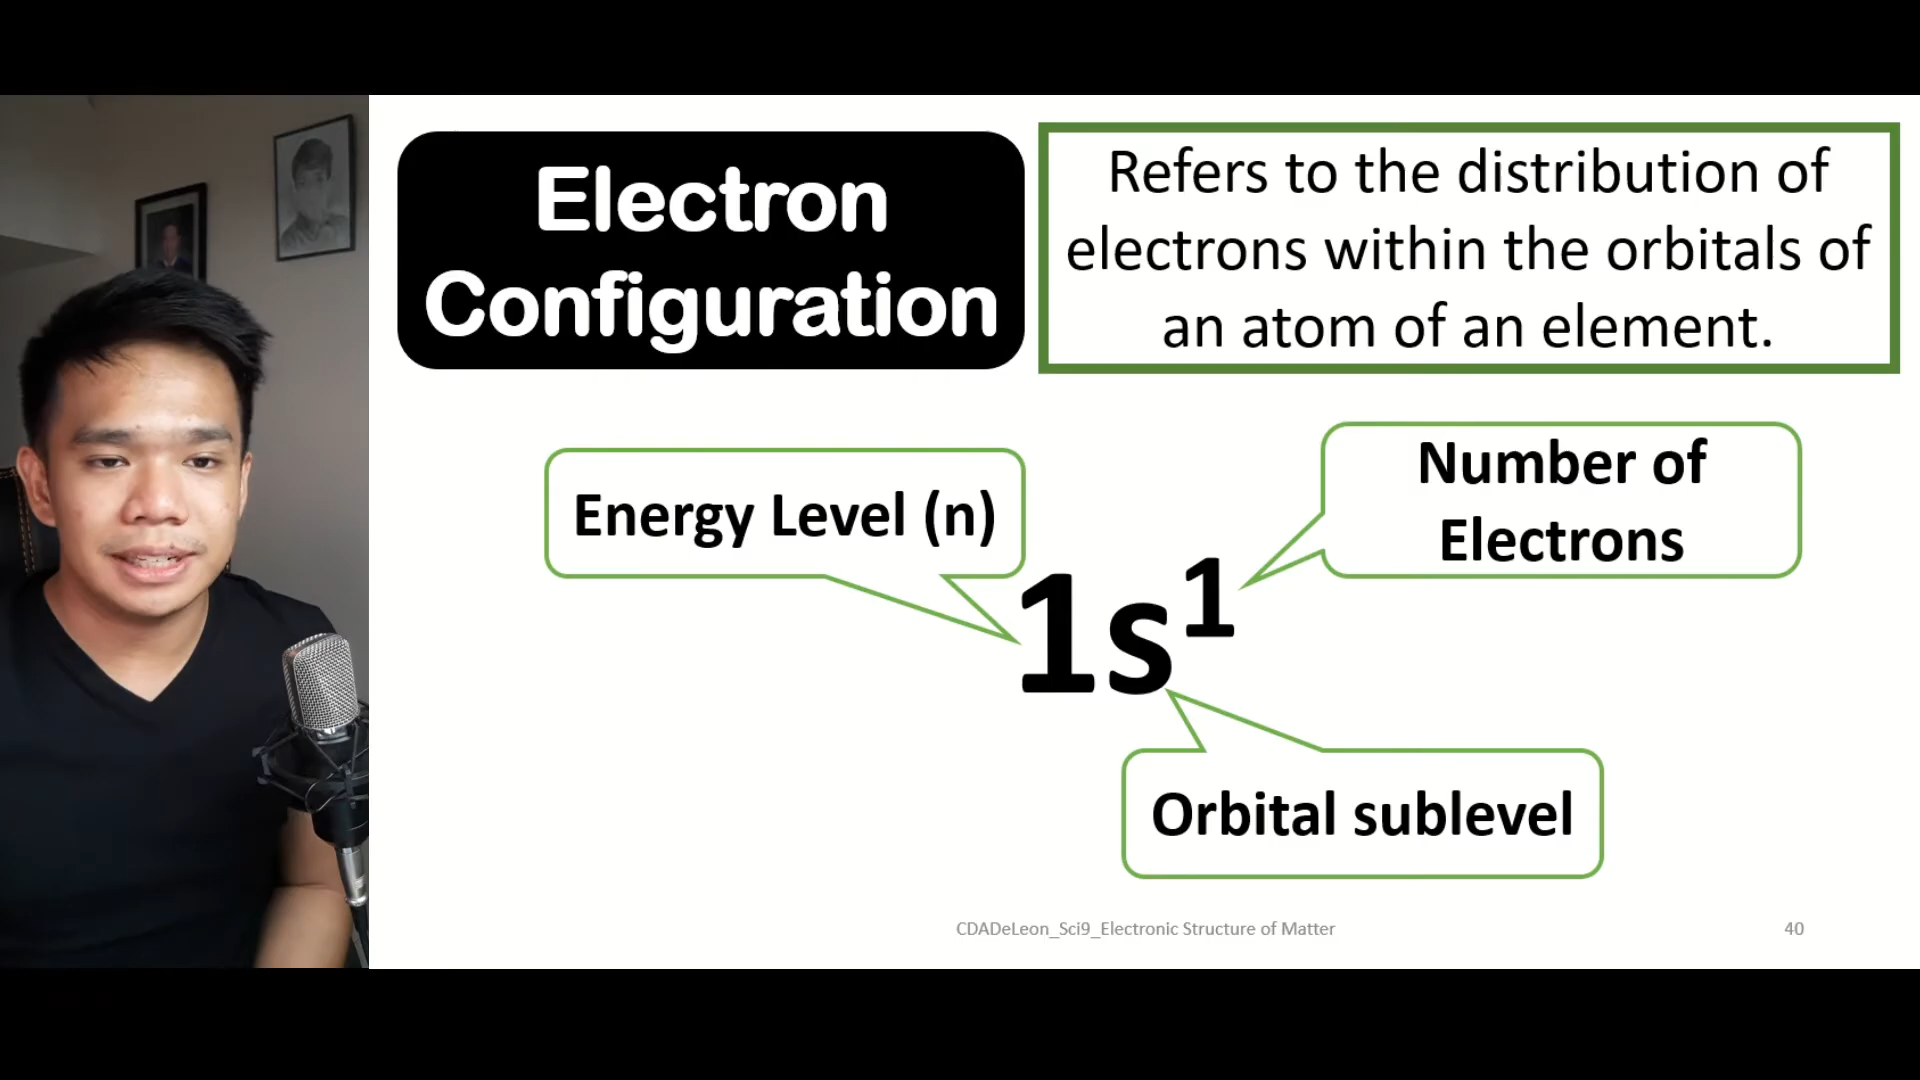 Electron
Configuration
Refers to the distribution of
electrons within the orbitals of
an atom of an element.
Energy Level (n)
Number of
Electrons
1s¹
Orbital sublevel
CDADeLeon_Sci9_Electronic Structure of Matter
40